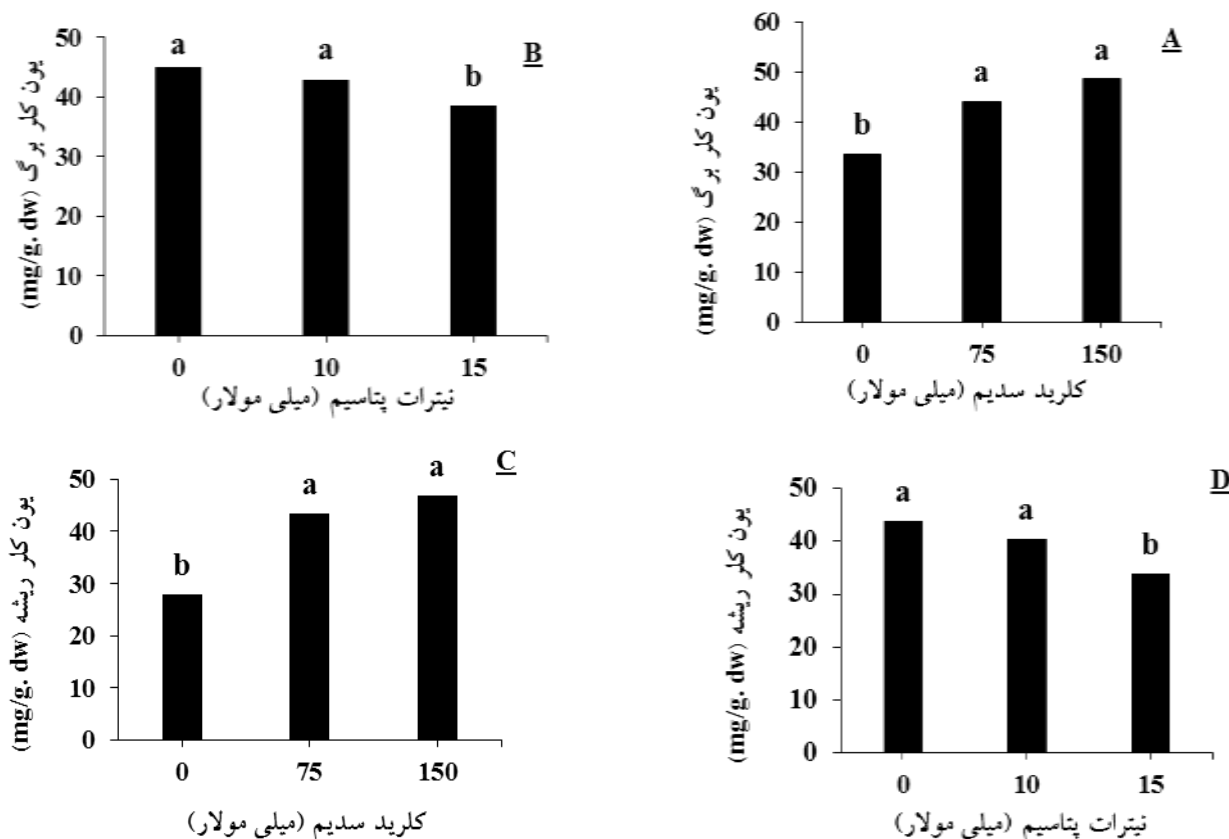 A
یون کلر برگ (mg/g. dw)
60
50
40
30
20
10
0
b
a
a
0 75 150
کلرید سدیم (میلی مولار)
B
یون کلر برگ (mg/g. dw)
50
40
30
20
10
0
a
a
b
0 10 15
نیترات پتاسیم (میلی مولار)
C
یون کلر ریشه (mg/g. dw)
50
40
30
20
10
0
b
a
a
0 75 150
کلرید سدیم (میلی مولار)
D
یون کلر ریشه (mg/g. dw)
50
40
30
20
10
0
a
a
b
0 10 15
نیترات پتاسیم (میلی مولار)